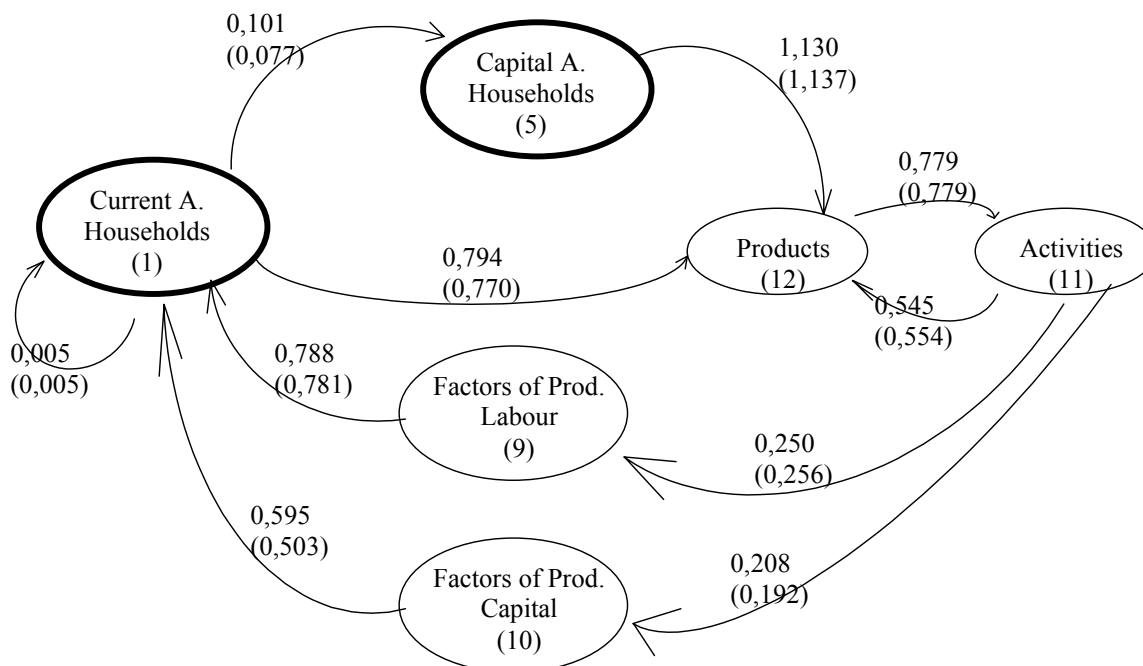 0,101
(0,077)
Capital A.
Households
(5)
1,130
(1,137)
Current A.
Households
(1)
0,779
(0,779)
Products
(12)
Activities
(11)
0,794
(0,770)
0,545
(0,554)
0,005
(0,005)
0,788
(0,781)
Factors of Prod.
Labour
(9)
0,250
(0,256)
0,595
(0,503)
Factors of Prod.
Capital
(10)
0,208
(0,192)